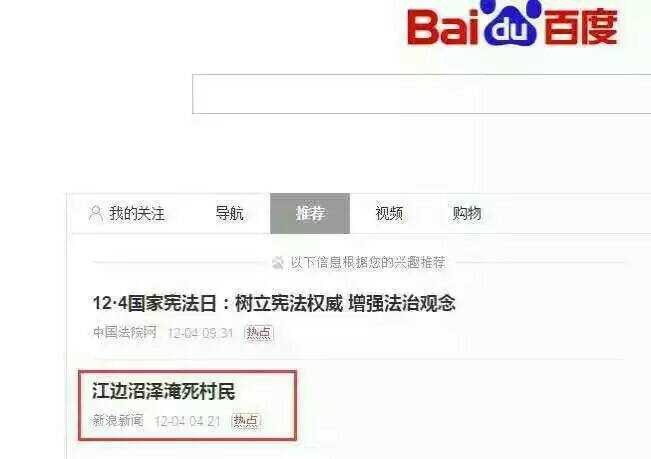 Bai du 百度
我的关注 导航 推荐 视频 购物
以下信息根据您的兴趣推荐
12·4国家宪法日：树立宪法权威 增强法治观念
中国法院网 12-04 05:31 热点
江边沼泽淹死村民
新浪新闻 12-04 04:21 热点